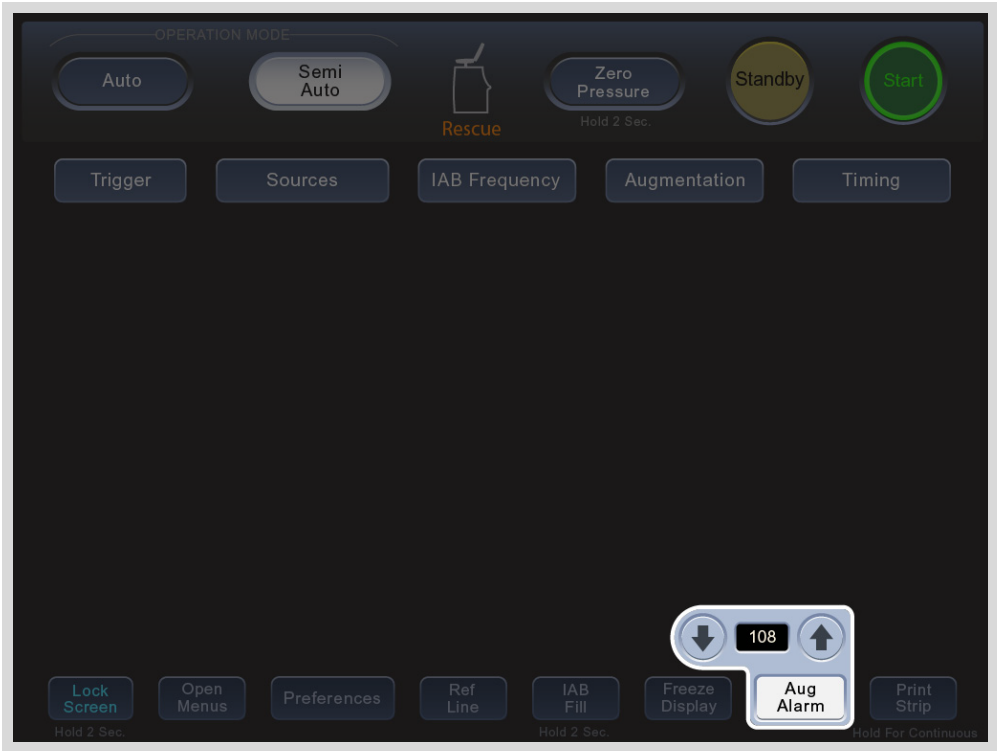 OPERATION MODE
Auto
Semi
Auto
Rescue
Zero
Pressure
Hold 2 Sec.
Standby
Start
Trigger
Sources
IAB Frequency
Augmentation
Timing
108
Lock
Screen
Hold 2 Sec.
Open
Menus
Preferences
Ref
Line
IAB
Fill
Hold 2 Sec.
Freeze
Display
Aug
Alarm
Print
Strip
Hold For Continuous